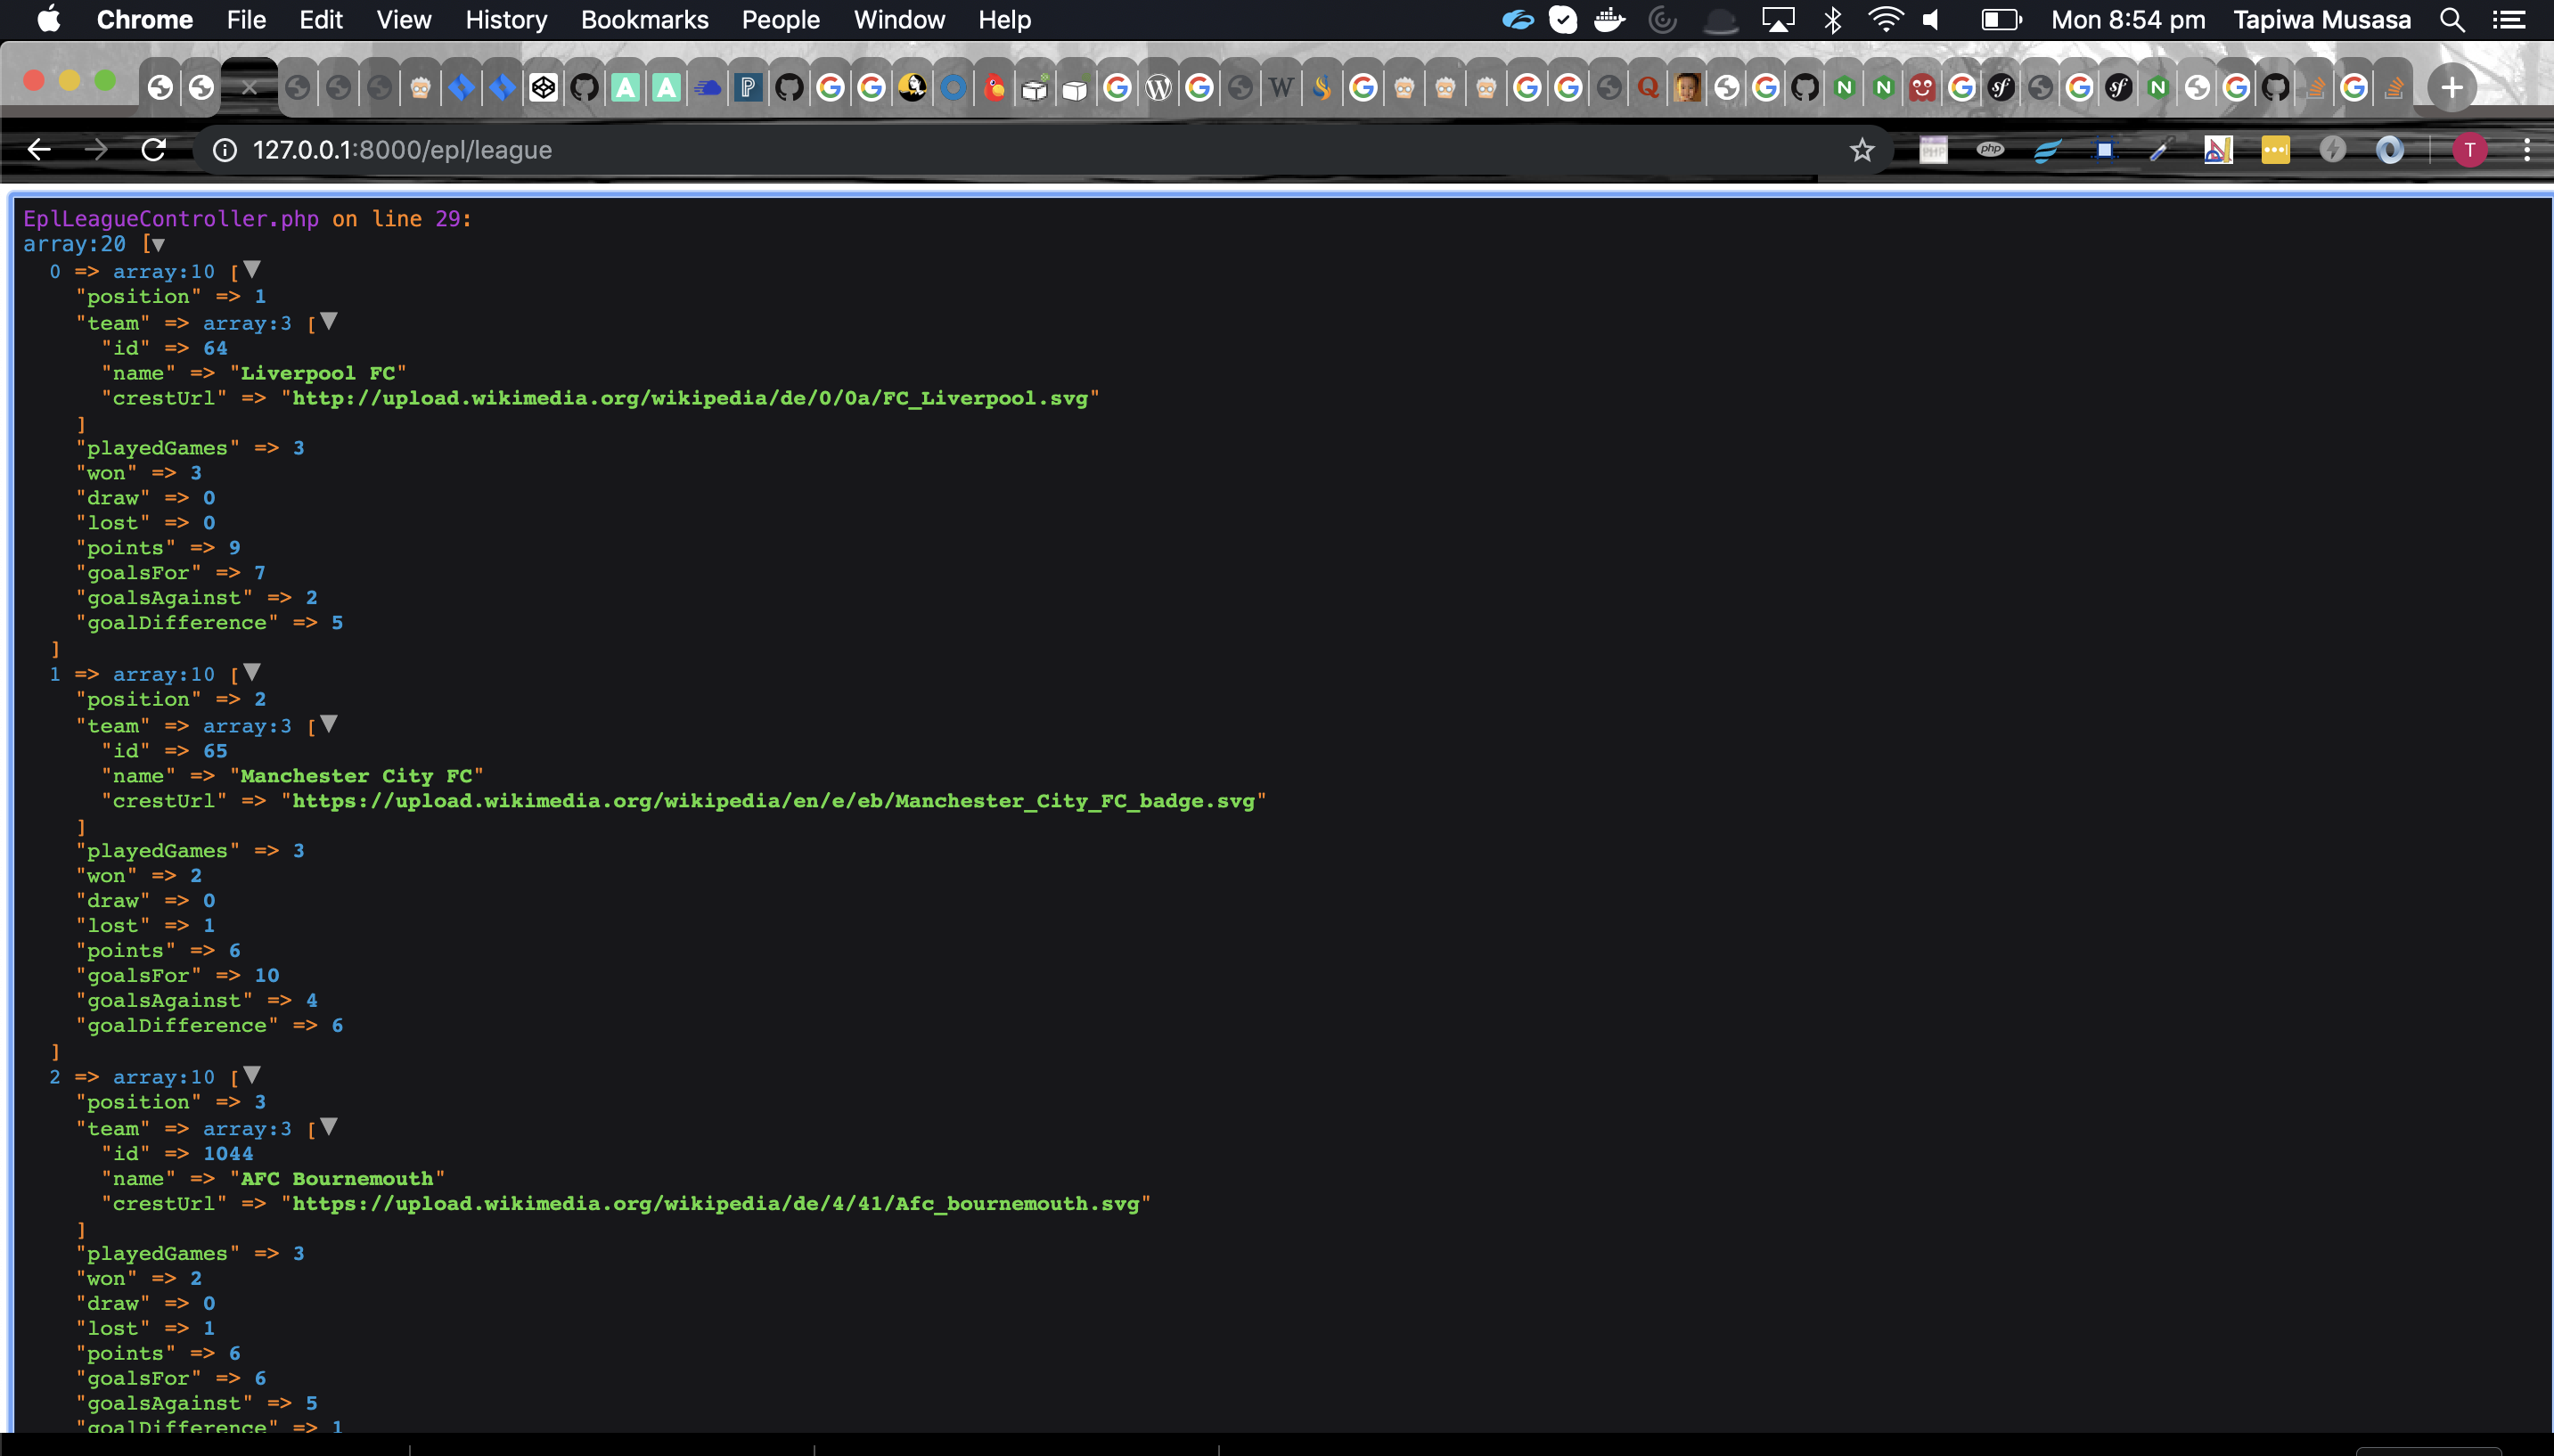 Chrome File Edit View History Bookmarks People Window Help Mon 8:54 pm Tapiwa Musasa
127.0.0.1:8000/epl/league
EplLeagueController.php on line 29:
array:20 [▼
0 => array:10 [▼
"position" => 1
"team" => array:3 [▼
"id" => 64
"name" => "Liverpool FC"
"crestUrl" => "http://upload.wikimedia.org/wikipedia/de/0/0a/FC_Liverpool.svg"
]
"playedGames" => 3
"won" => 3
"draw" => 0
"lost" => 0
"points" => 9
"goalsFor" => 7
"goalsAgainst" => 2
"goalDifference" => 5
]
1 => array:10 [▼
"position" => 2
"team" => array:3 [▼
"id" => 65
"name" => "Manchester City FC"
"crestUrl" => "https://upload.wikimedia.org/wikipedia/en/e/eb/Manchester_City_FC_badge.svg"
]
"playedGames" => 3
"won" => 2
"draw" => 0
"lost" => 1
"points" => 6
"goalsFor" => 10
"goalsAgainst" => 4
"goalDifference" => 6
]
2 => array:10 [▼
"position" => 3
"team" => array:3 [▼
"id" => 1044
"name" => "AFC Bournemouth"
"crestUrl" => "https://upload.wikimedia.org/wikipedia/de/4/41/Afc_bournemouth.svg"
]
"playedGames" => 3
"won" => 2
"draw" => 0
"lost" => 1
"points" => 6
"goalsFor" => 6
"goalsAgainst" => 5
"goalDifference" => 1